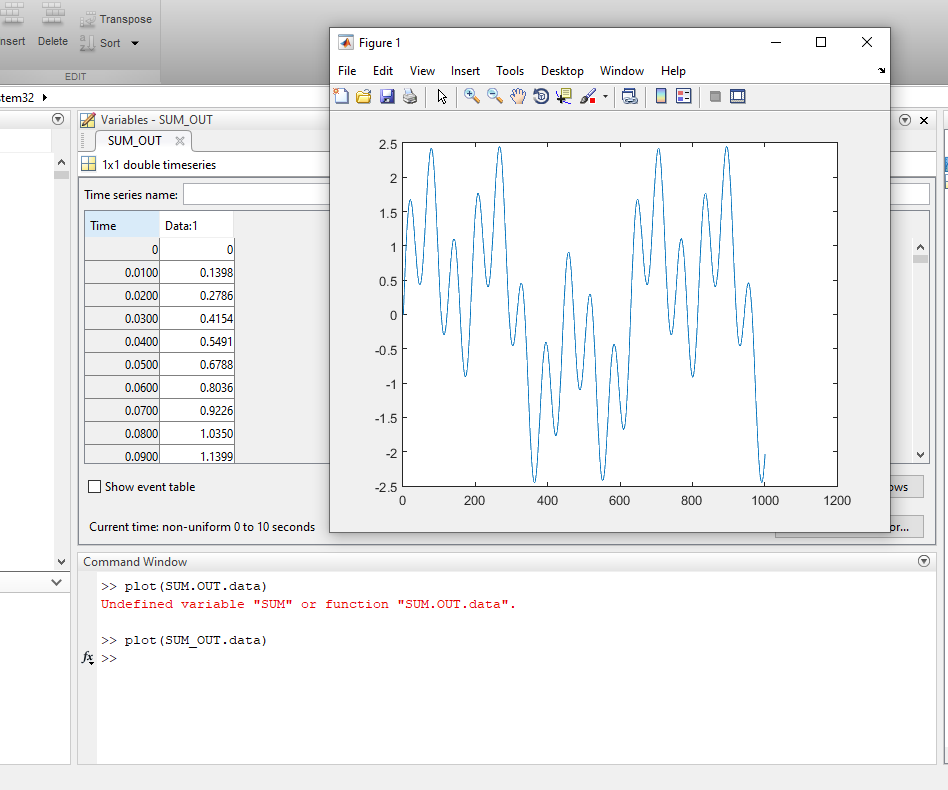 Transpose
nsert
Delete
Sort
EDIT
stem32
Variables - SUM_OUT
SUM_OUT
1x1 double timeseries
Time series name:
Time Data:1
0 0
0.0100 0.1398
0.0200 0.2786
0.0300 0.4154
0.0400 0.5491
0.0500 0.6788
0.0600 0.8036
0.0700 0.9226
0.0800 1.0350
0.0900 1.1399
Show event table
Current time: non-uniform 0 to 10 seconds
ows
or...
Figure 1
File Edit View Insert Tools Desktop Window Help
2.5
2
1.5
1
0.5
0
-0.5
-1
-1.5
-2
-2.5
0 200 400 600 800 1000 1200
Command Window
>> plot(SUM.OUT.data)
Undefined variable "SUM" or function "SUM.OUT.data".
>> plot(SUM_OUT.data)
fx >>